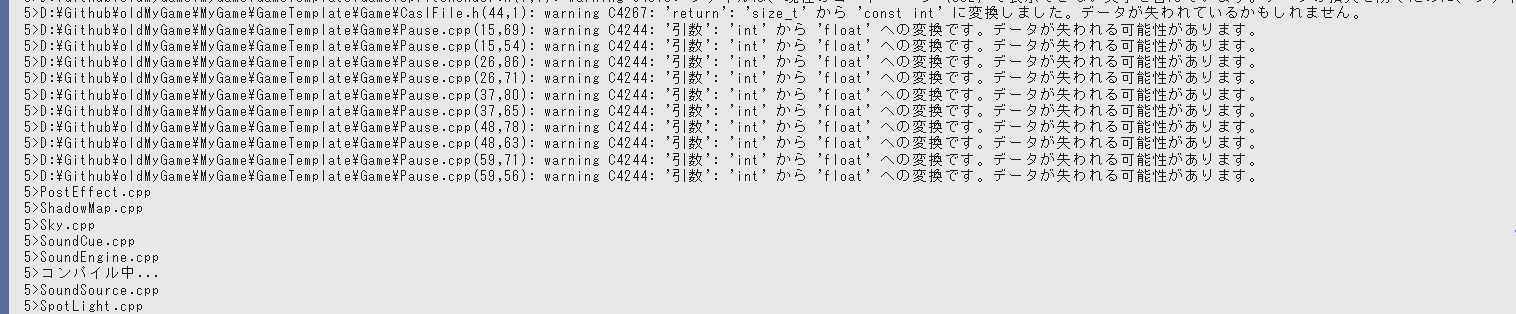 5>D:¥Github¥oldMyGame¥MyGame¥GameTemplate¥Game¥CaslFile.h(44,1): warning C4267: 'return': 'size_t' から 'const int' に変換しました。データが失われているかもしれません。
5>D:¥Github¥oldMyGame¥MyGame¥GameTemplate¥Game¥Pause.cpp(15,69): warning C4244: '引数': 'int' から 'float' への変換です。データが失われる可能性があります。
5>D:¥Github¥oldMyGame¥MyGame¥GameTemplate¥Game¥Pause.cpp(15,54): warning C4244: '引数': 'int' から 'float' への変換です。データが失われる可能性があります。
5>D:¥Github¥oldMyGame¥MyGame¥GameTemplate¥Game¥Pause.cpp(26,86): warning C4244: '引数': 'int' から 'float' への変換です。データが失われる可能性があります。
5>D:¥Github¥oldMyGame¥MyGame¥GameTemplate¥Game¥Pause.cpp(26,71): warning C4244: '引数': 'int' から 'float' への変換です。データが失われる可能性があります。
5>D:¥Github¥oldMyGame¥MyGame¥GameTemplate¥Game¥Pause.cpp(37,80): warning C4244: '引数': 'int' から 'float' への変換です。データが失われる可能性があります。
5>D:¥Github¥oldMyGame¥MyGame¥GameTemplate¥Game¥Pause.cpp(37,65): warning C4244: '引数': 'int' から 'float' への変換です。データが失われる可能性があります。
5>D:¥Github¥oldMyGame¥MyGame¥GameTemplate¥Game¥Pause.cpp(48,78): warning C4244: '引数': 'int' から 'float' への変換です。データが失われる可能性があります。
5>D:¥Github¥oldMyGame¥MyGame¥GameTemplate¥Game¥Pause.cpp(48,63): warning C4244: '引数': 'int' から 'float' への変換です。データが失われる可能性があります。
5>D:¥Github¥oldMyGame¥MyGame¥GameTemplate¥Game¥Pause.cpp(59,71): warning C4244: '引数': 'int' から 'float' への変換です。データが失われる可能性があります。
5>D:¥Github¥oldMyGame¥MyGame¥GameTemplate¥Game¥Pause.cpp(59,56): warning C4244: '引数': 'int' から 'float' への変換です。データが失われる可能性があります。
5>PostEffect.cpp
5>ShadowMap.cpp
5>Sky.cpp
5>SoundCue.cpp
5>SoundEngine.cpp
5>コンパイル中...
5>SoundSource.cpp
5>SpotLight.cpp